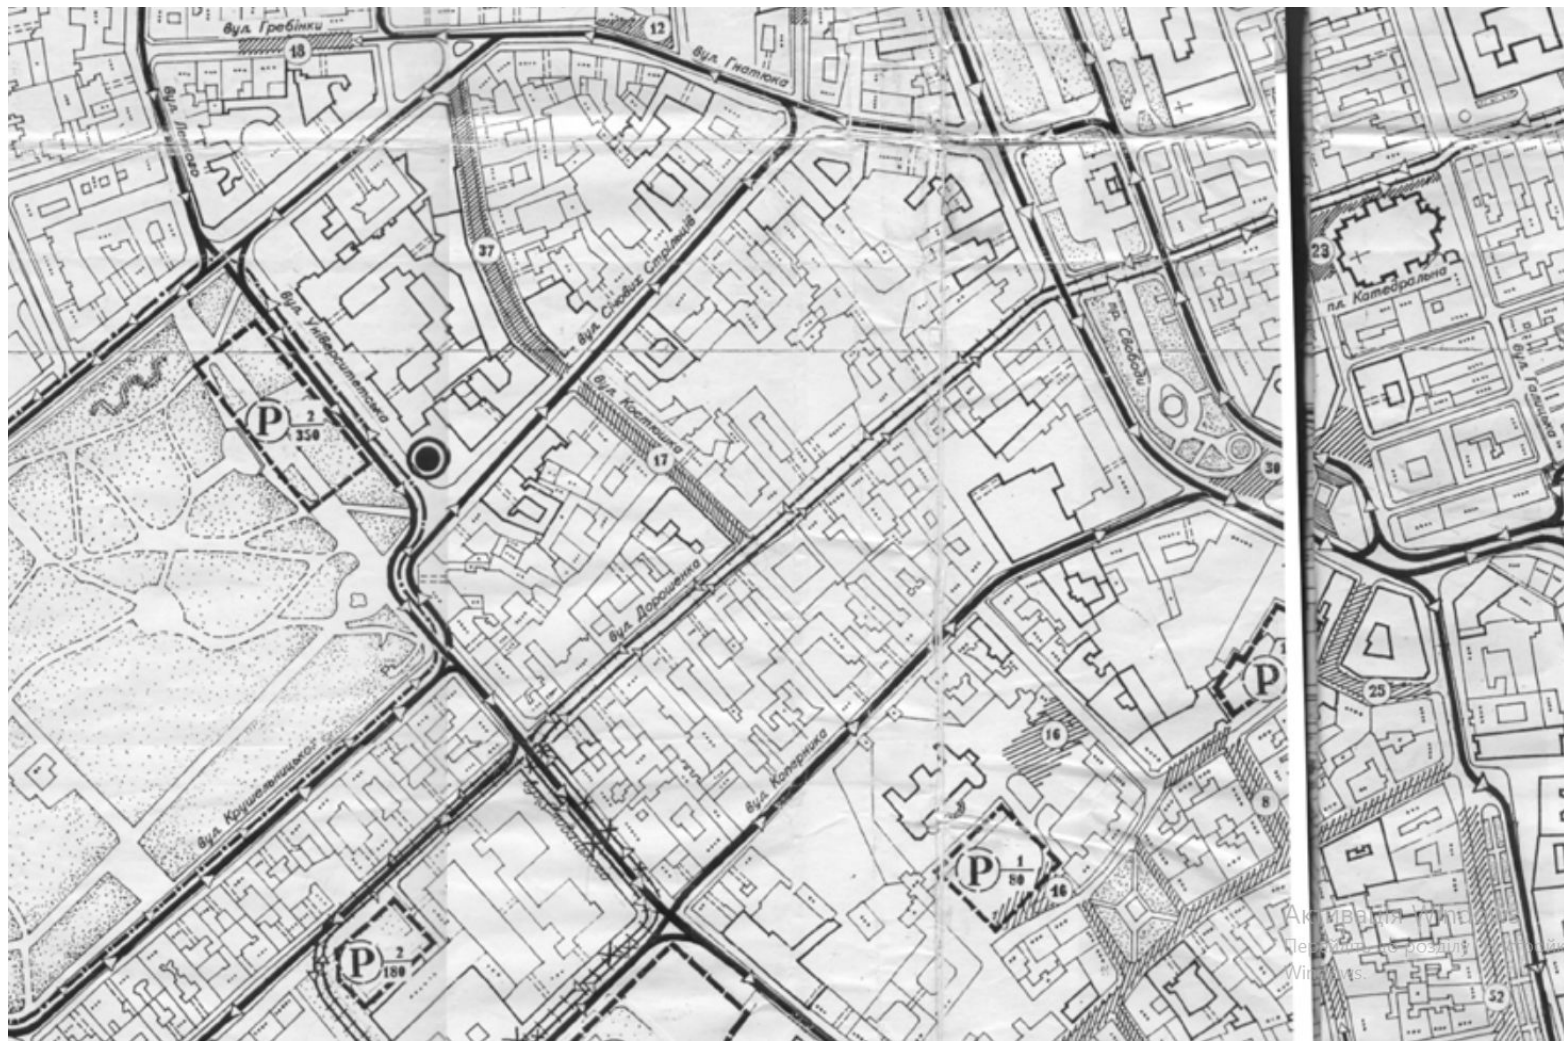 вул. Гребінки
18
12
вул. Гнатюка
37
23
пл. Катедральна
вул. Університетська
вул. Січових Стрільців
пр. Свободи
вул. Галицька
P 2
350
вул. Костюшка
17
30
вул. Дорошенка
P
25
16
вул. Крушельницької
вул. Коперника
8
P 1
80
16
P 2
180
52
Windows.